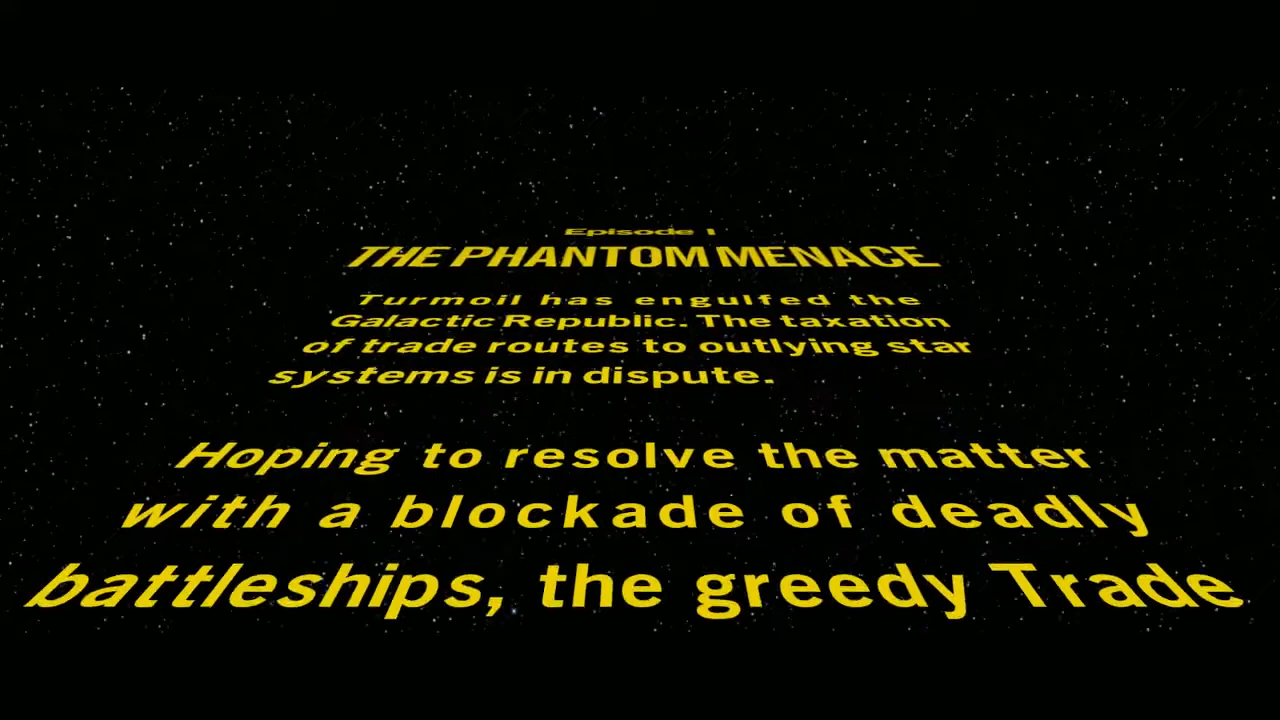 Episode I
THE PHANTOM MENACE
Turmoil has engulfed the
Galactic Republic. The taxation
of trade routes to outlying star
systems is in dispute.
Hoping to resolve the matter
with a blockade of deadly
battleships, the greedy Trade